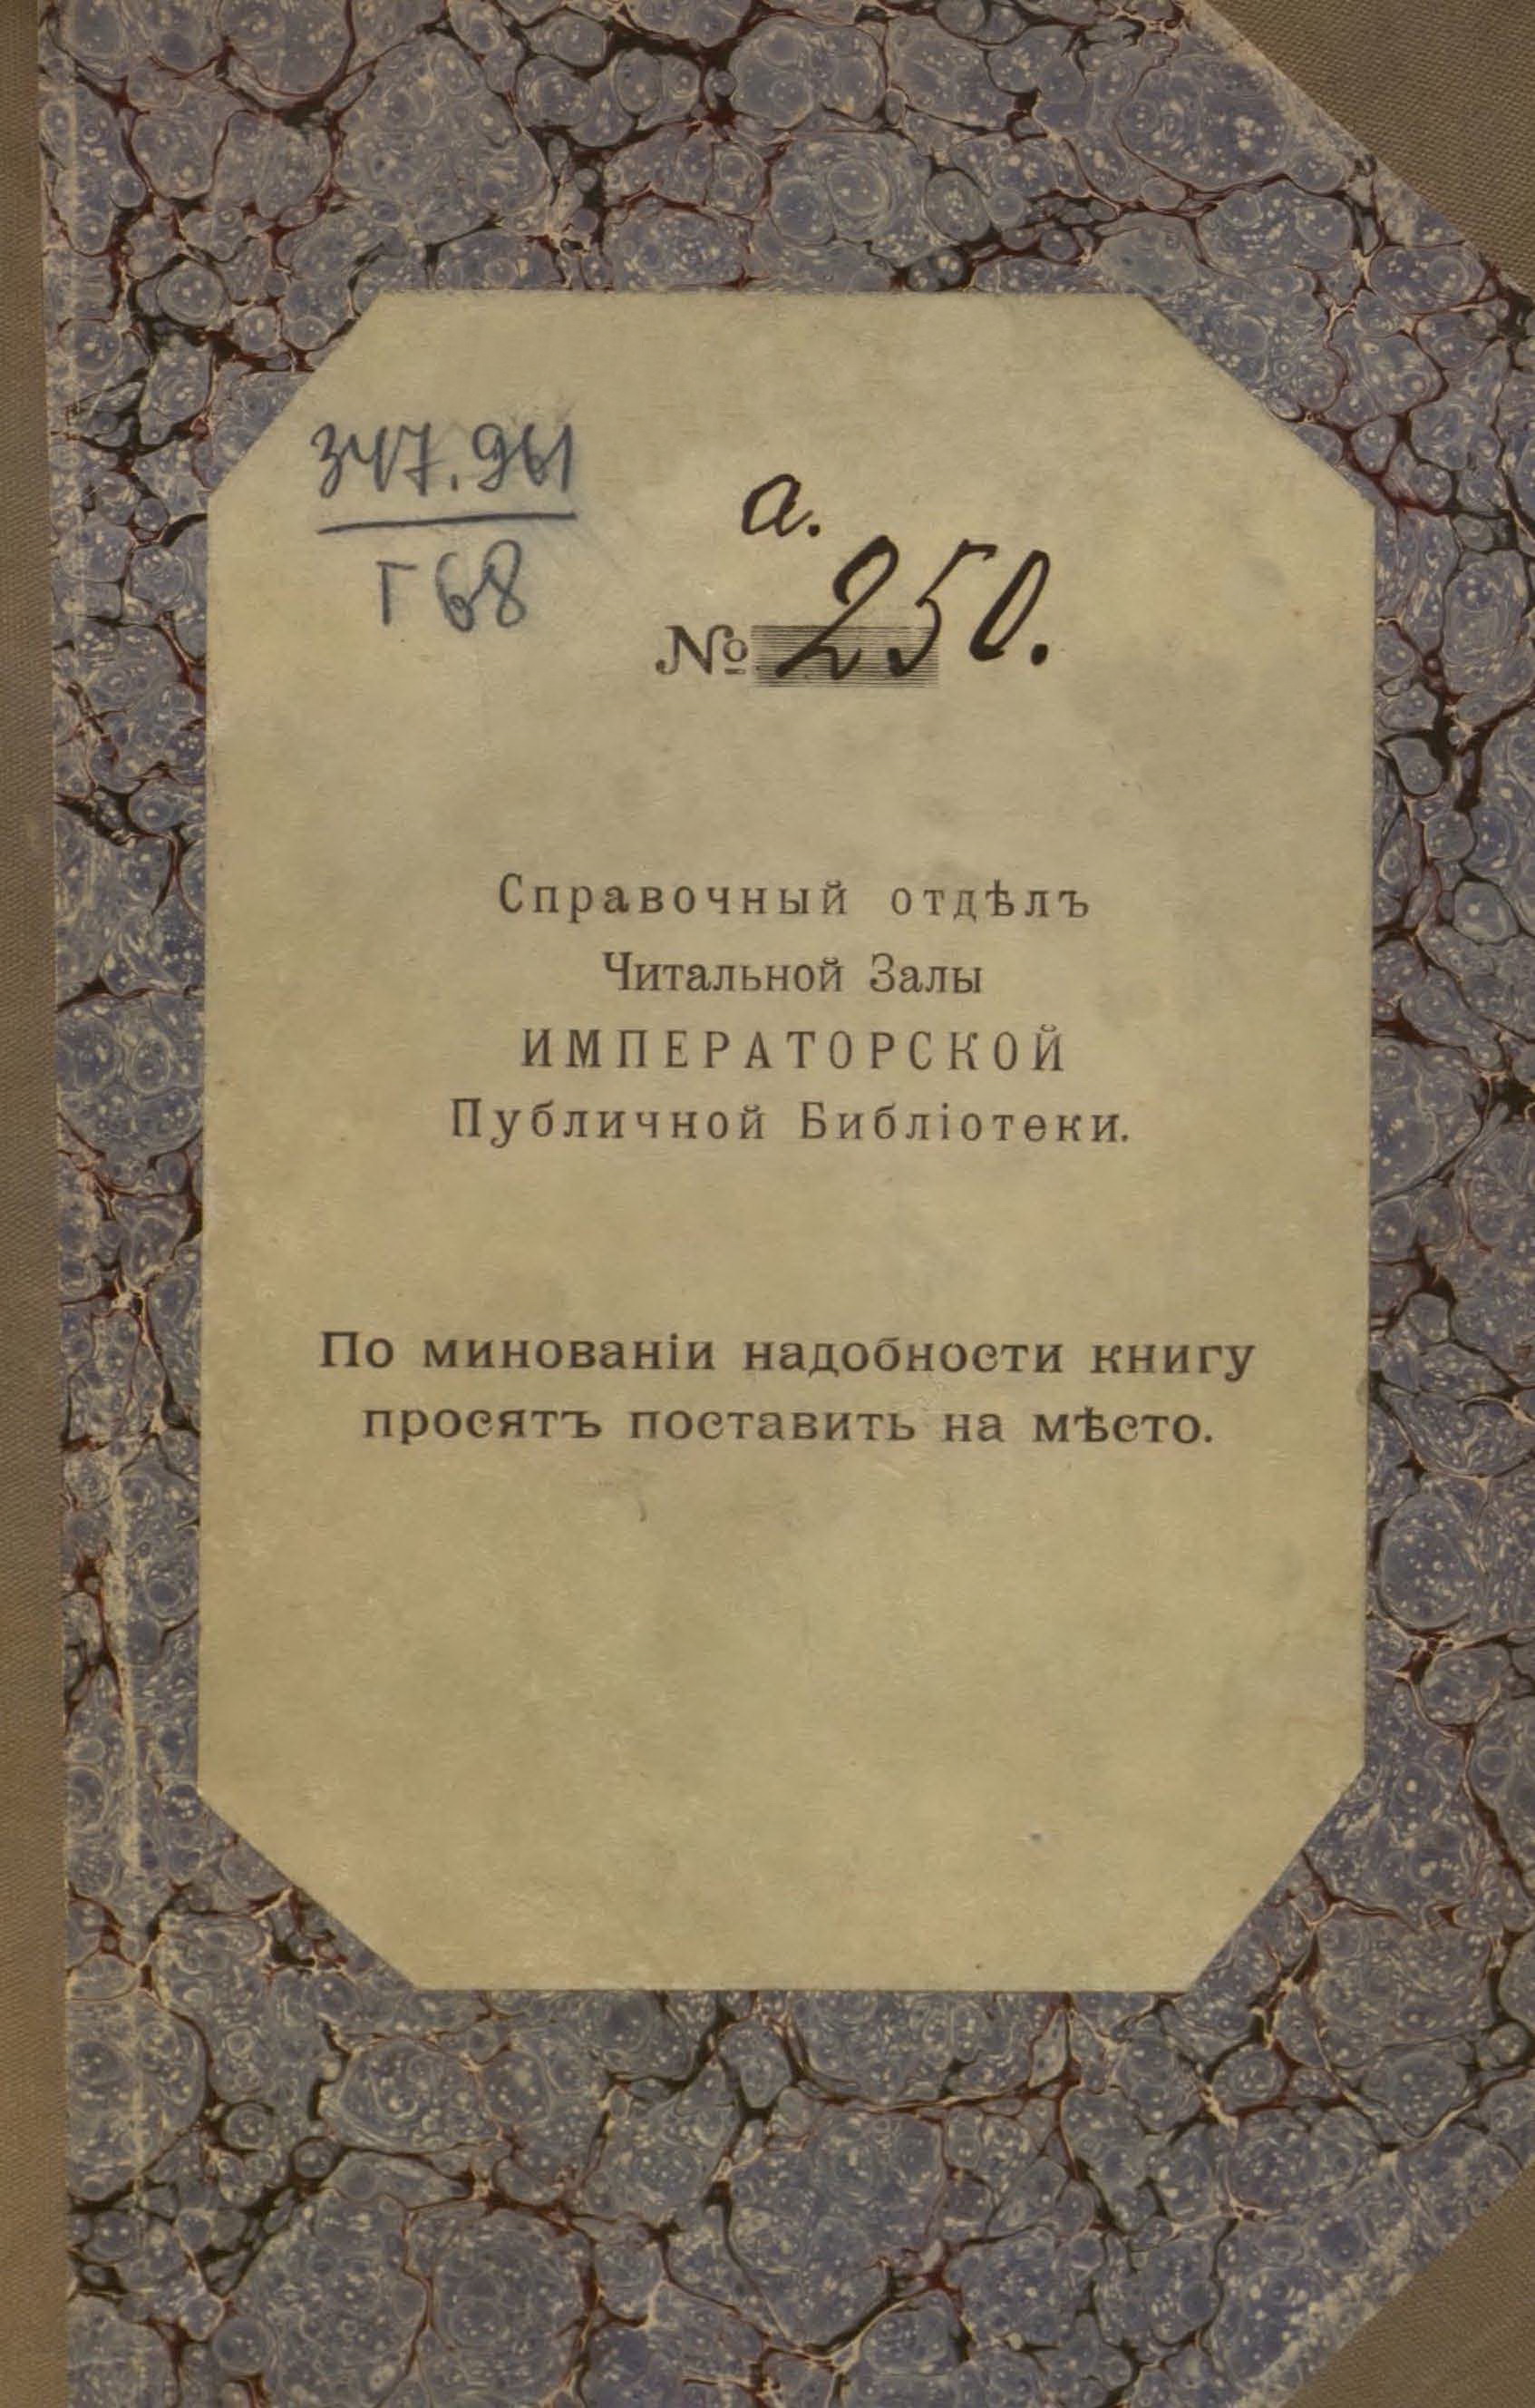 347.961
Г68
а.
№ 250.
Справочный отдѣлъ
Читальной Залы
ИМПЕРАТОРСКОЙ
Публичной Библіотеки.
По минованіи надобности книгу
просятъ поставить на мѣсто.